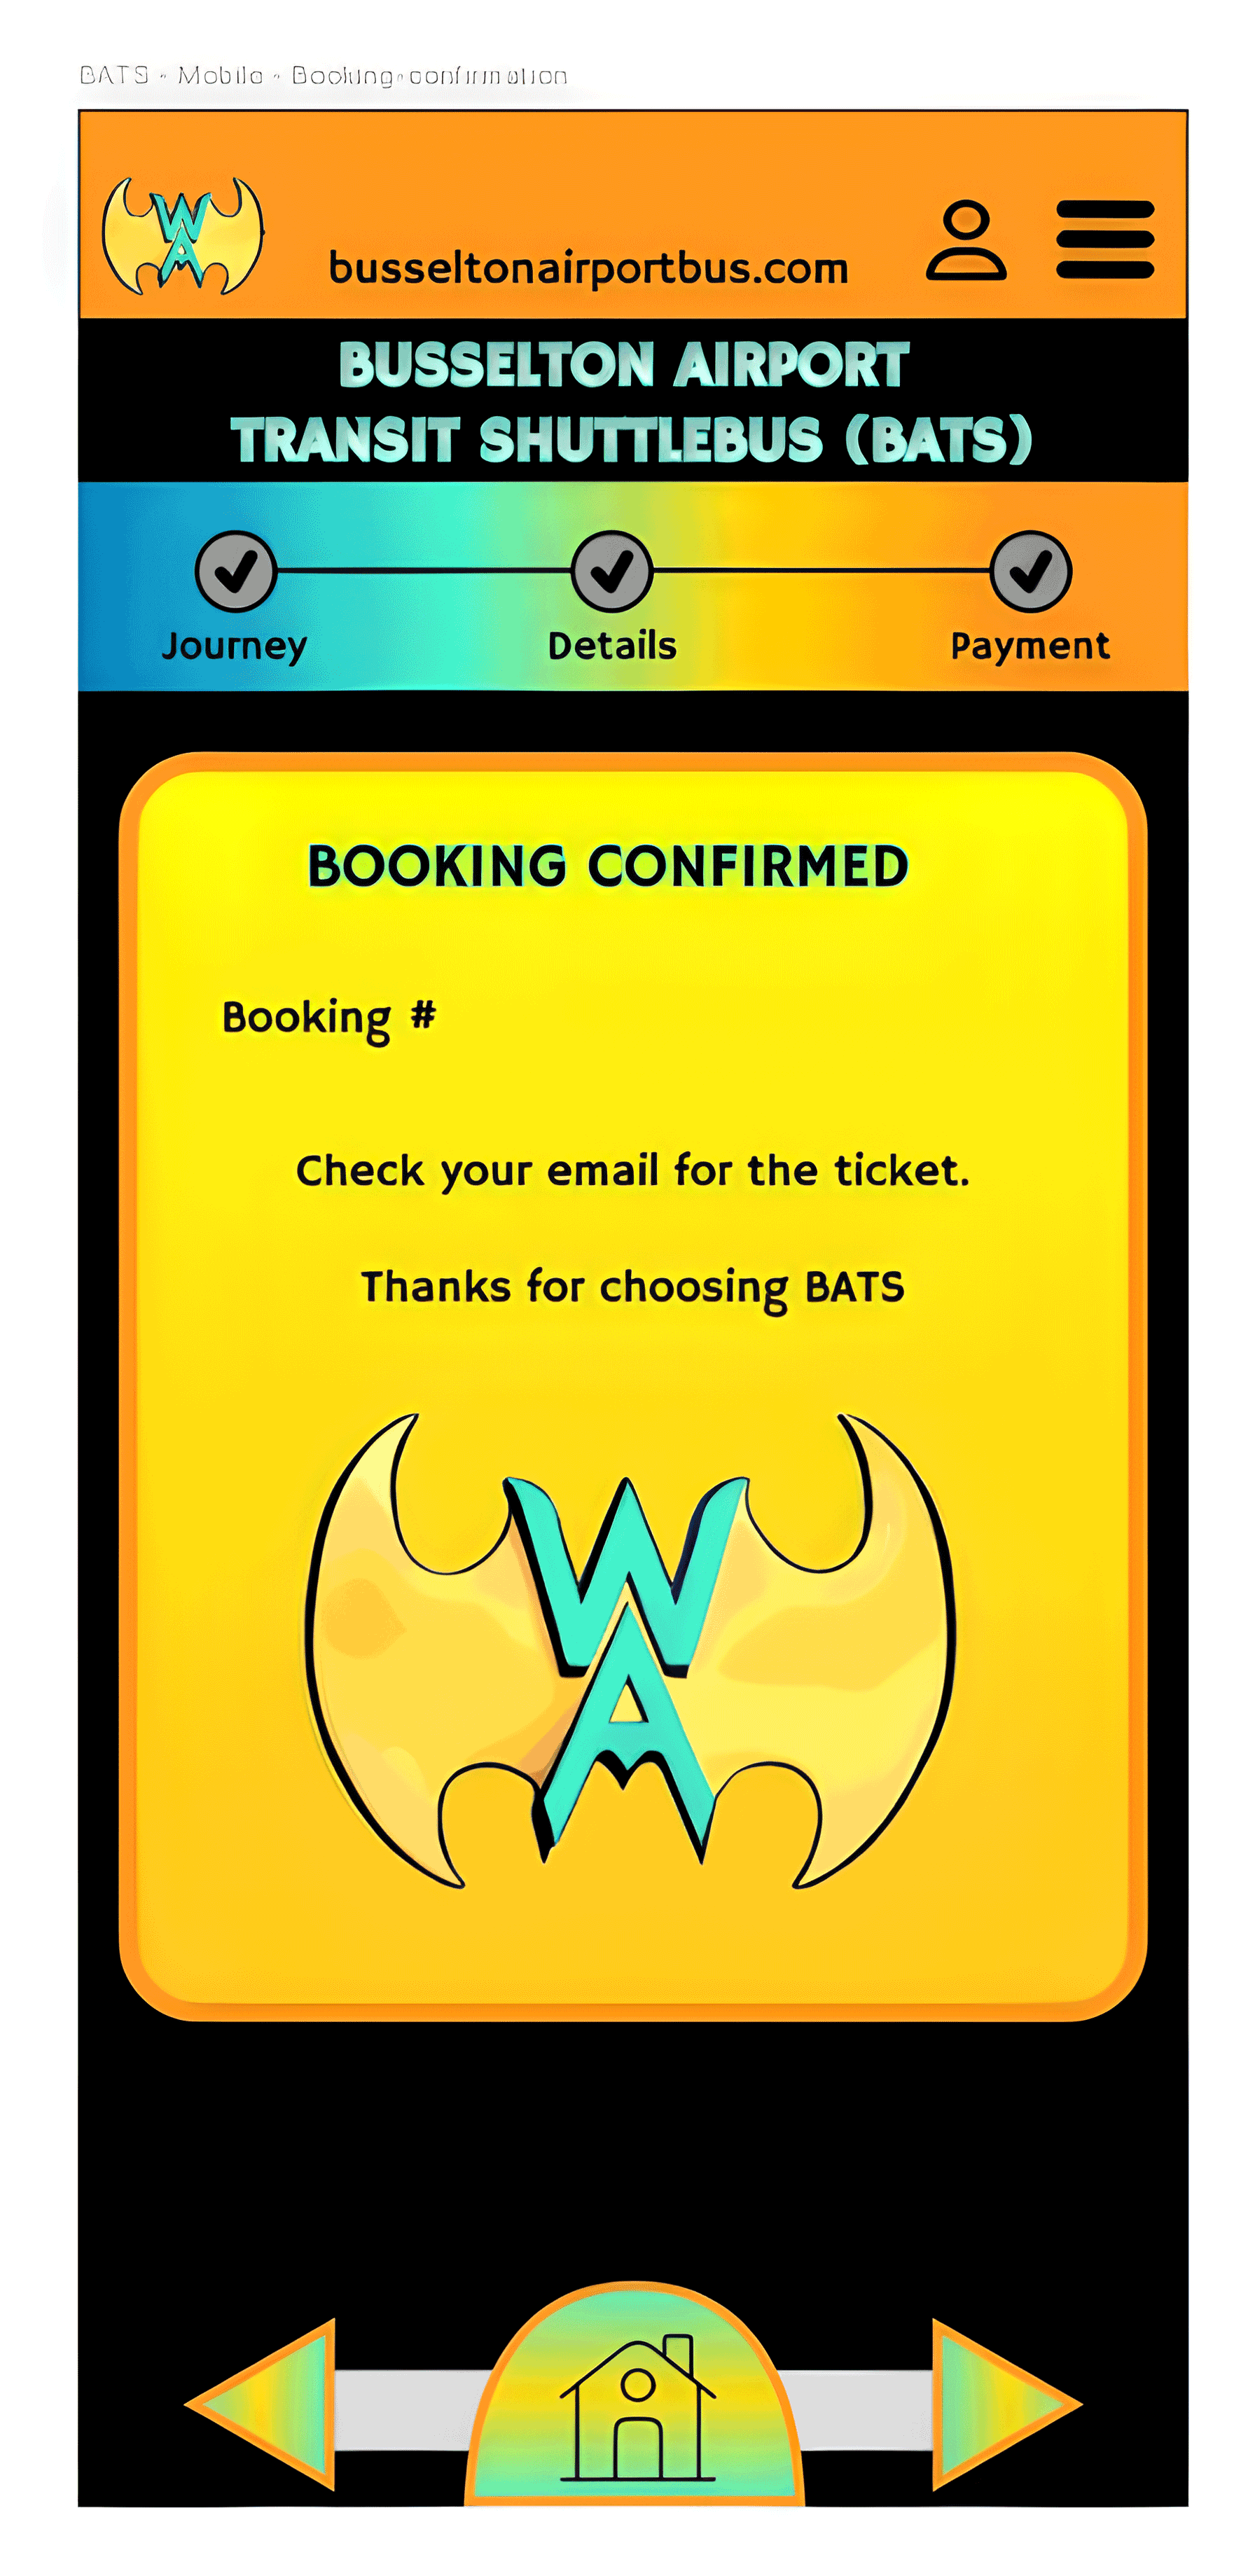 BATS - Mobile - Booking confirmation
WA
busseltonairportbus.com
BUSSELTON AIRPORT
TRANSIT SHUTTLEBUS (BATS)
Journey Details Payment
BOOKING CONFIRMED
Booking #
Check your email for the ticket.
Thanks for choosing BATS
W
A